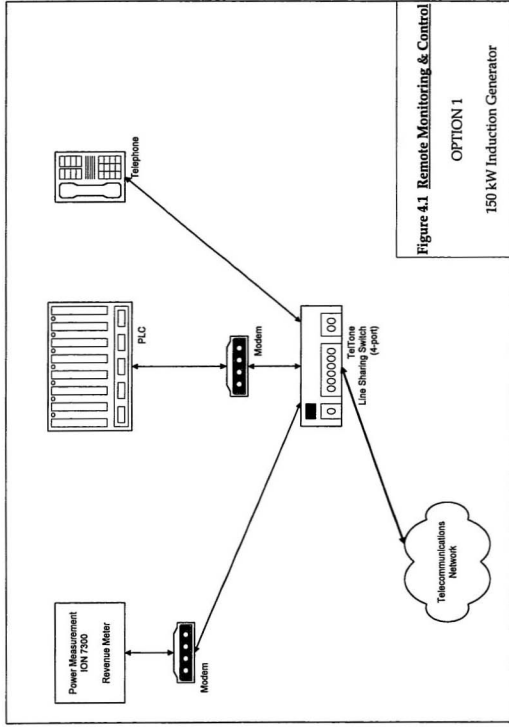 Power Measurement
ION 7300
Revenue Meter
Modem
PLC
Modem
Telephone
TelTone
Line Sharing Switch
(4-port)
Telecommunications
Network
Figure 4.1 Remote Monitoring & Control
OPTION 1
150 kW Induction Generator